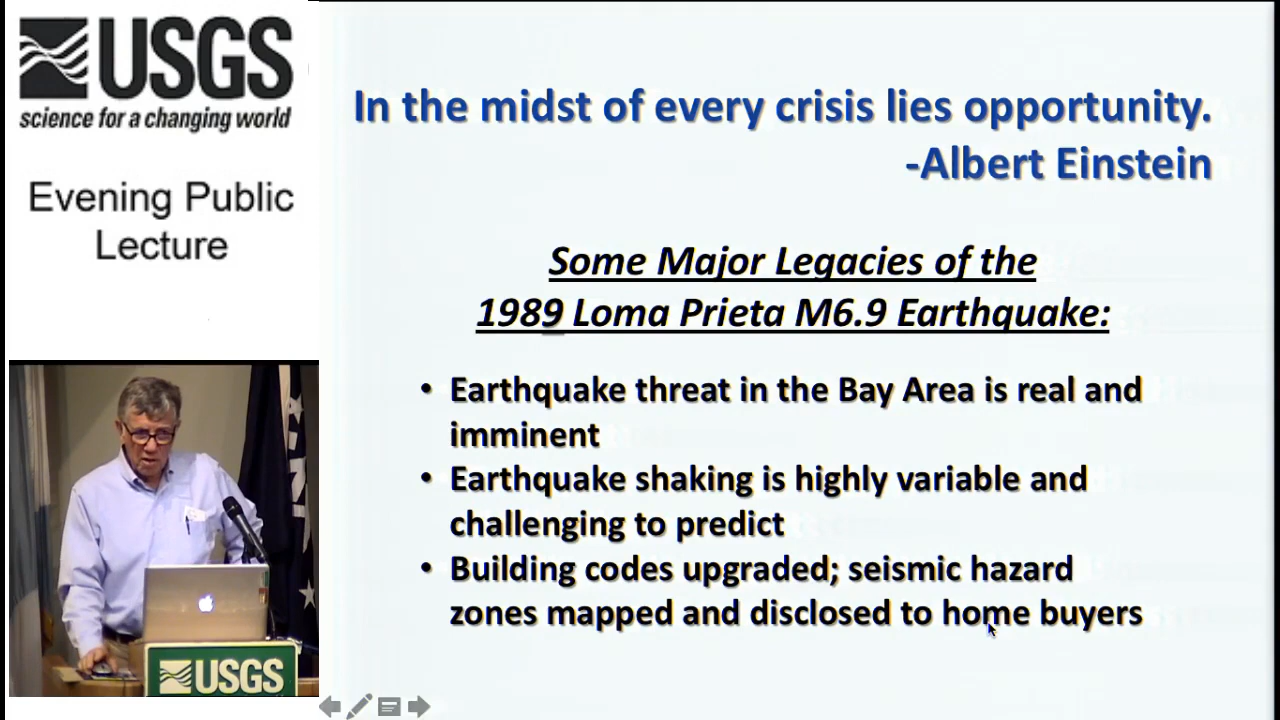 USGS
science for a changing world
Evening Public
Lecture
In the midst of every crisis lies opportunity.
-Albert Einstein
Some Major Legacies of the
1989 Loma Prieta M6.9 Earthquake:
• Earthquake threat in the Bay Area is real and
imminent
• Earthquake shaking is highly variable and
challenging to predict
• Building codes upgraded; seismic hazard
zones mapped and disclosed to home buyers
USGS